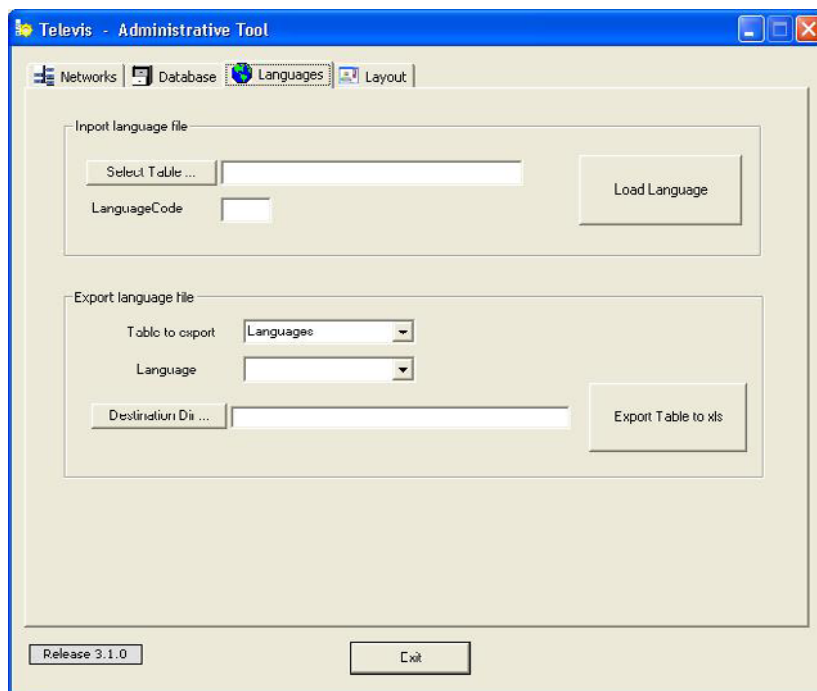 Televis - Administrative Tool
Networks Database Languages Layout
Inport language file
Select Table ...
Load Language
LanguageCode
Export language file
Table to export Languages
Language
Destination Dir ...
Export Table to xls
Release 3.1.0
Exit